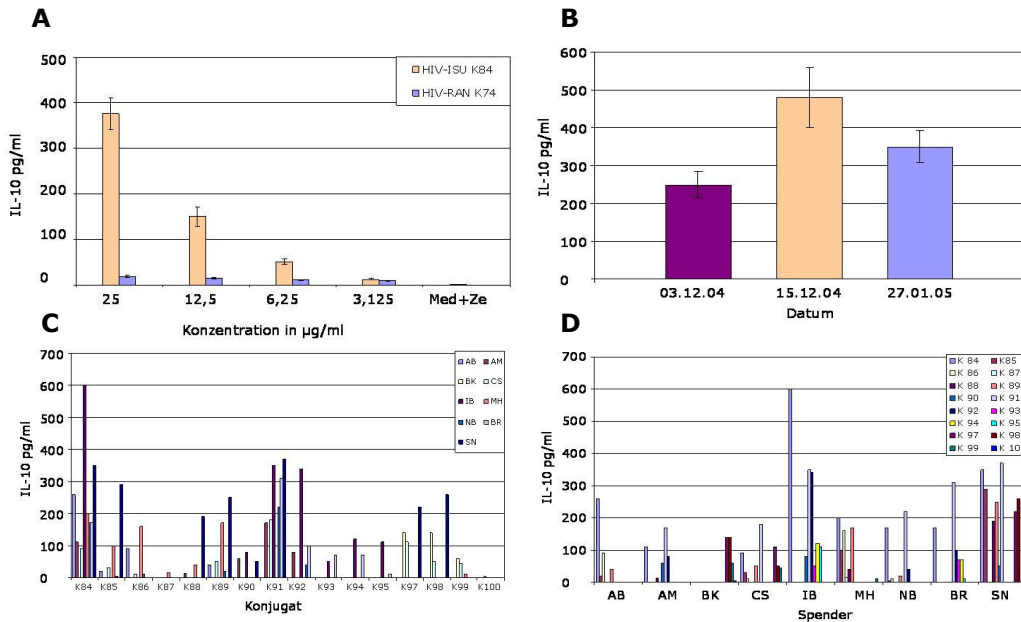 A
500
400
300
200
100
0
IL-10 pg/ml
HIV-ISU K84
HIV-RAN K74
25 12,5 6,25 3,125 Med+Ze
Konzentration in µg/ml
B
600
500
400
300
200
100
0
IL-10 pg/ml
03.12.04 15.12.04 27.01.05
Datum
C
700
600
500
400
300
200
100
0
IL-10 pg/ml
AB AM
BK CS
IB MH
NB BR
SN
K84 K85 K86 K87 K88 K89 K90 K91 K92 K93 K94 K95 K97 K98 K99 K100
Konjugat
D
700
600
500
400
300
200
100
0
IL-10 pg/ml
K 84 K85
K 86 K 87
K 88 K 89
K 90 K 91
K 92 K 93
K 94 K 95
K 97 K 98
K 99 K 10
AB AM BK CS IB MH NB BR SN
Spender